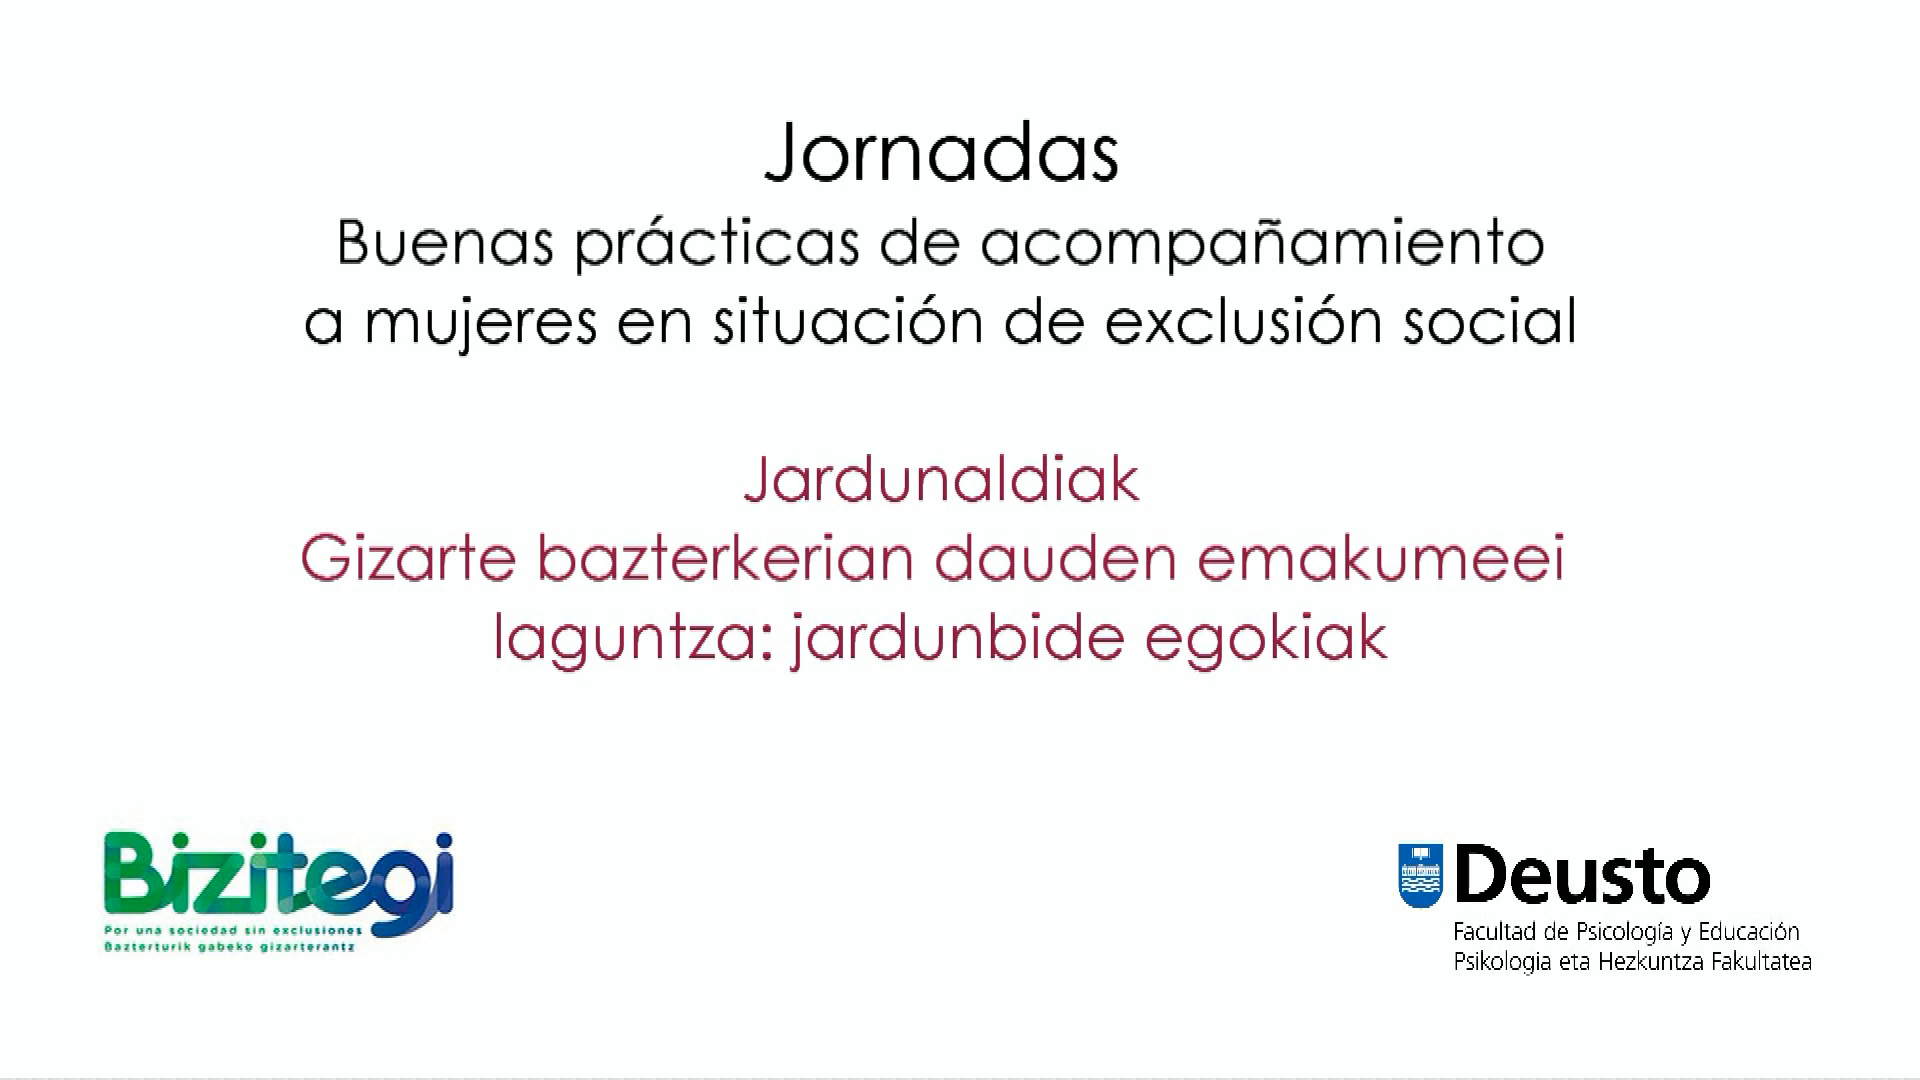 Jornadas
Buenas prácticas de acompañamiento
a mujeres en situación de exclusión social
Jardunaldiak
Gizarte bazterkerian dauden emakumeei
laguntza: jardunbide egokiak
Bizitegi
Por una sociedad sin exclusiones
Bazterturik gabeko gizarterantz
Deusto
Facultad de Psicología y Educación
Psikologia eta Hezkuntza Fakultatea